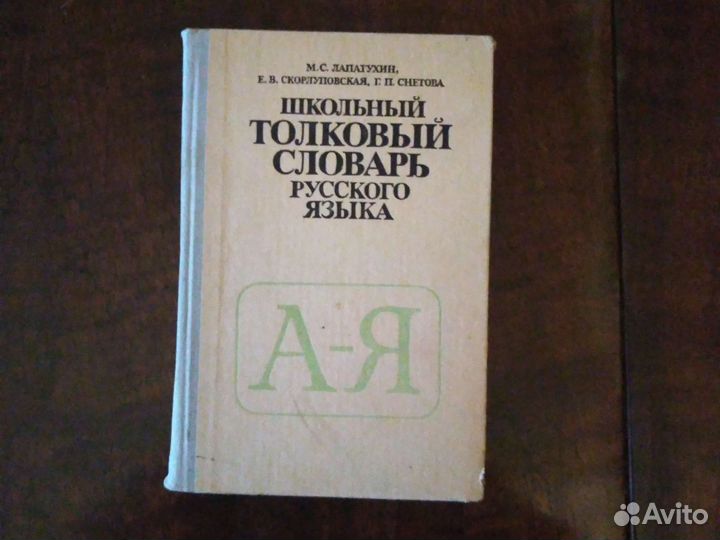 М.С. ЛАПАТУХИН,
Е.В. СКОРЛУПОВСКАЯ, Г.П. СНЕТОВА
ШКОЛЬНЫЙ
ТОЛКОВЫЙ
СЛОВАРЬ
РУССКОГО
ЯЗЫКА
А-Я
Avito